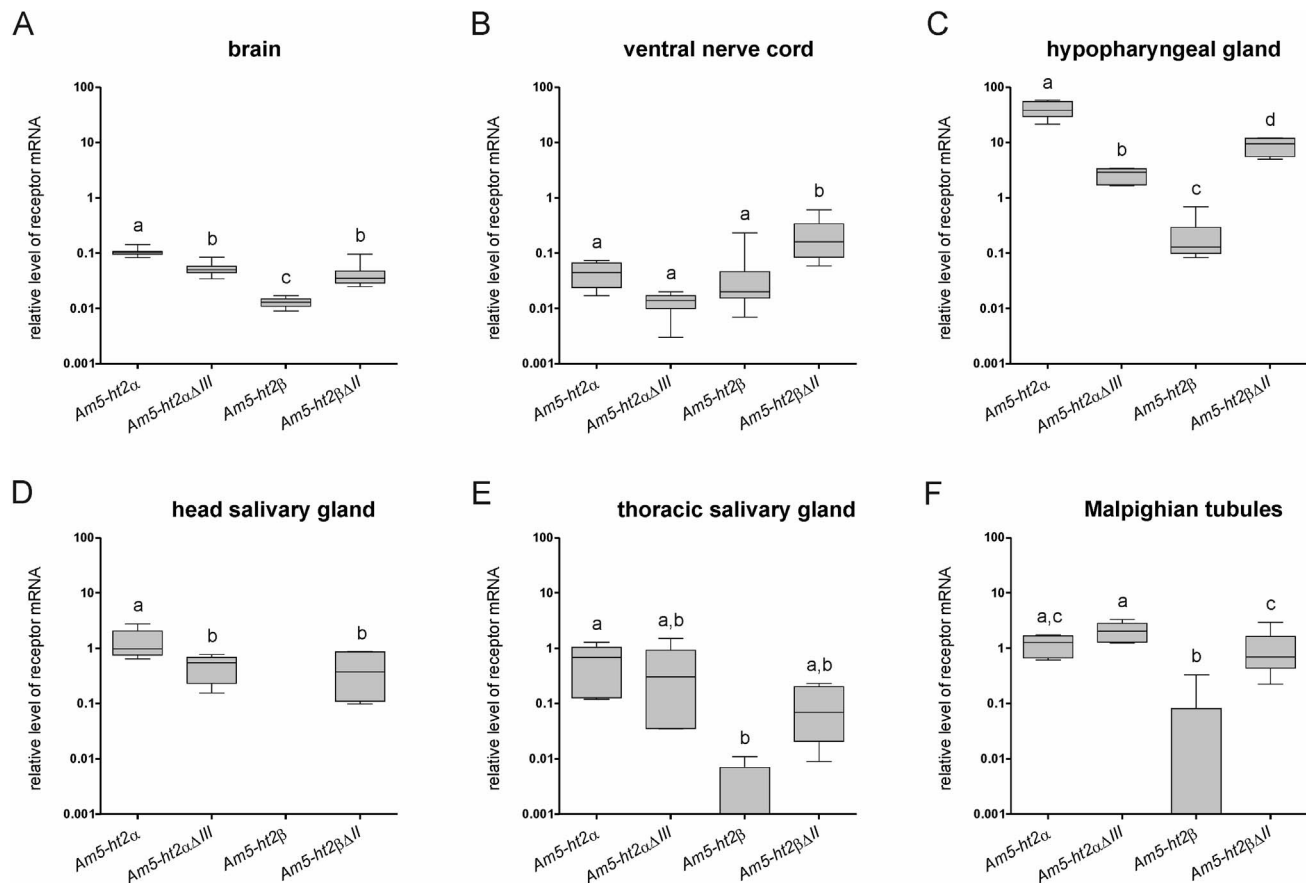 A
brain
relative level of receptor mRNA
100
10
1
0.1
0.01
0.001
a
b
c
b
Am5-ht2α
Am5-ht2αΔIII
Am5-ht2β
Am5-ht2βΔII
B
ventral nerve cord
relative level of receptor mRNA
100
10
1
0.1
0.01
0.001
a
a
a
b
Am5-ht2α
Am5-ht2αΔIII
Am5-ht2β
Am5-ht2βΔII
C
hypopharyngeal gland
relative level of receptor mRNA
100
10
1
0.1
0.01
0.001
a
b
c
d
Am5-ht2α
Am5-ht2αΔIII
Am5-ht2β
Am5-ht2βΔII
D
head salivary gland
relative level of receptor mRNA
100
10
1
0.1
0.01
0.001
a
b
b
Am5-ht2α
Am5-ht2αΔIII
Am5-ht2β
Am5-ht2βΔII
E
thoracic salivary gland
relative level of receptor mRNA
100
10
1
0.1
0.01
0.001
a
a,b
b
a,b
Am5-ht2α
Am5-ht2αΔIII
Am5-ht2β
Am5-ht2βΔII
F
Malpighian tubules
relative level of receptor mRNA
100
10
1
0.1
0.01
0.001
a,c
a
b
c
Am5-ht2α
Am5-ht2αΔIII
Am5-ht2β
Am5-ht2βΔII